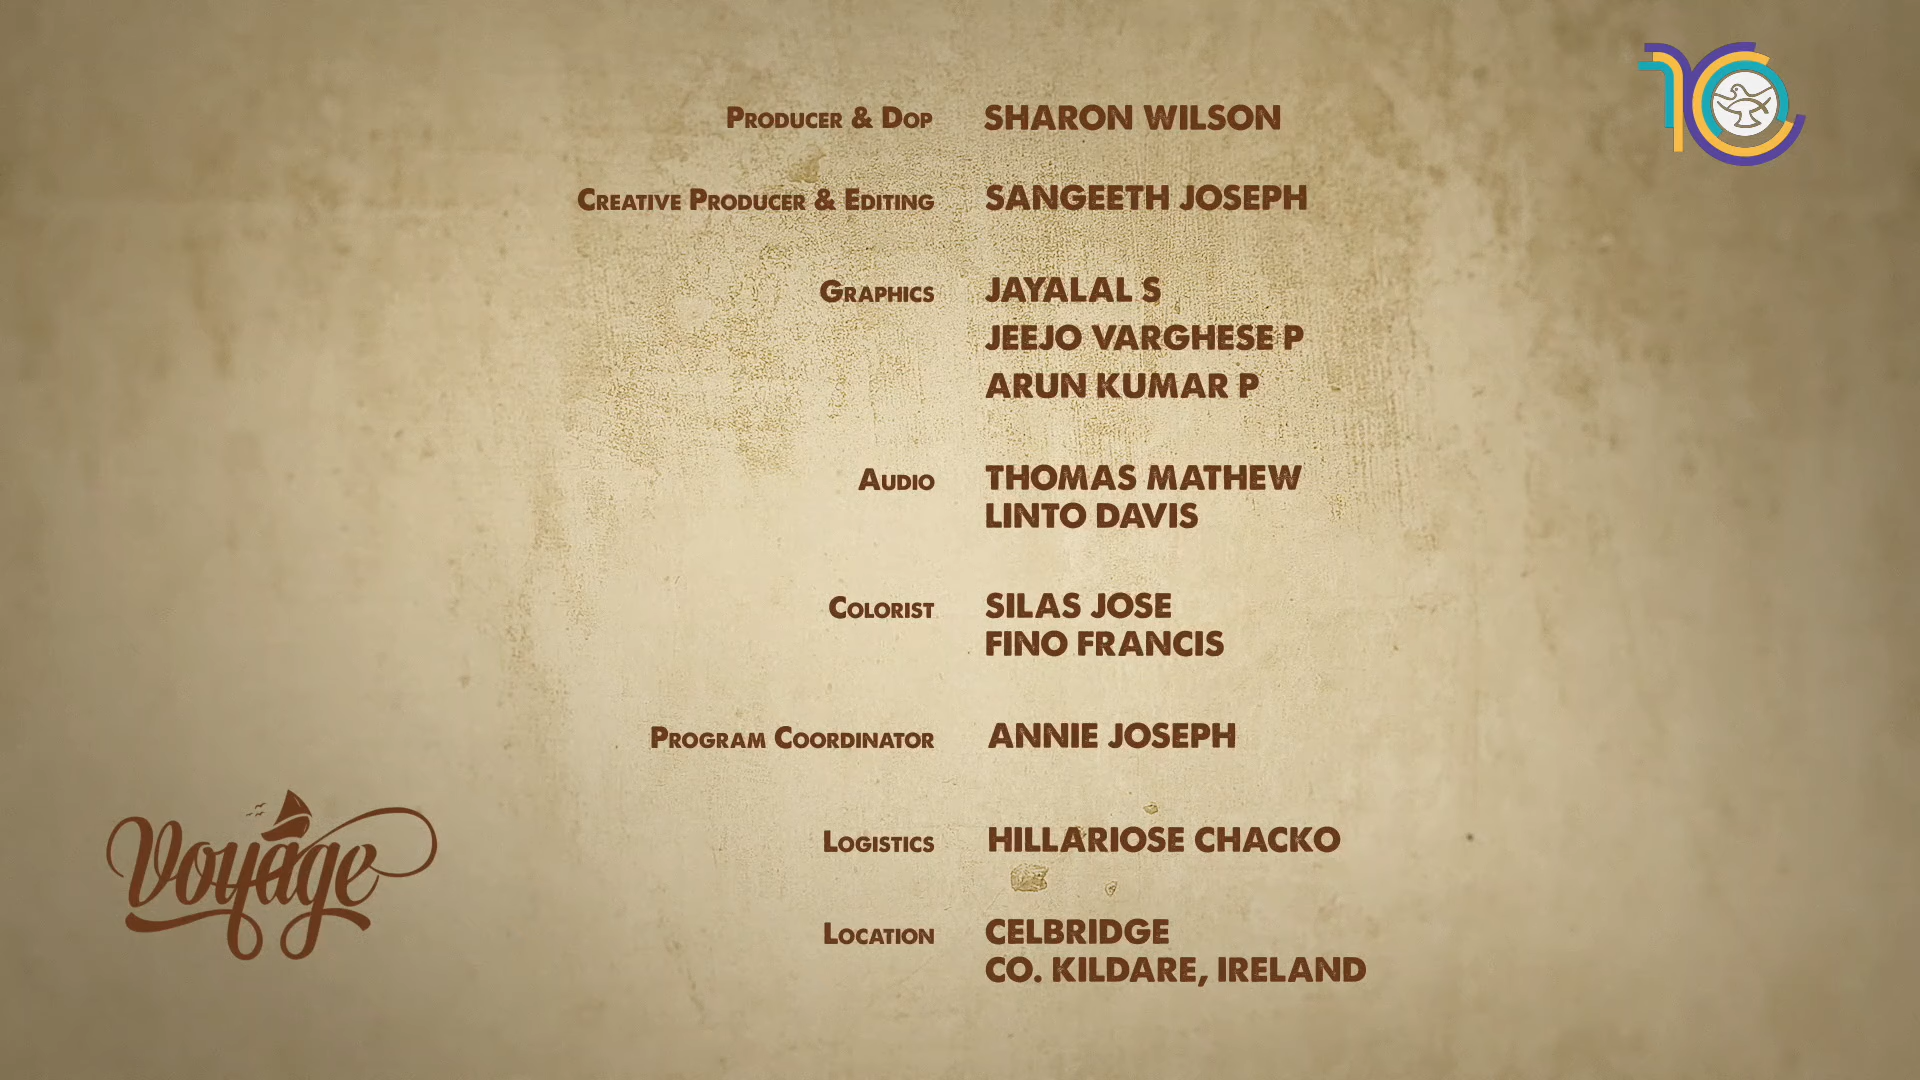 Producer & Dop SHARON WILSON
Creative Producer & Editing SANGEETH JOSEPH
Graphics JAYALAL S
JEEJO VARGHESE P
ARUN KUMAR P
Audio THOMAS MATHEW
LINTO DAVIS
Colorist SILAS JOSE
FINO FRANCIS
Program Coordinator ANNIE JOSEPH
Logistics HILLARIOSE CHACKO
Location CELBRIDGE
CO. KILDARE, IRELAND
Voyage
10